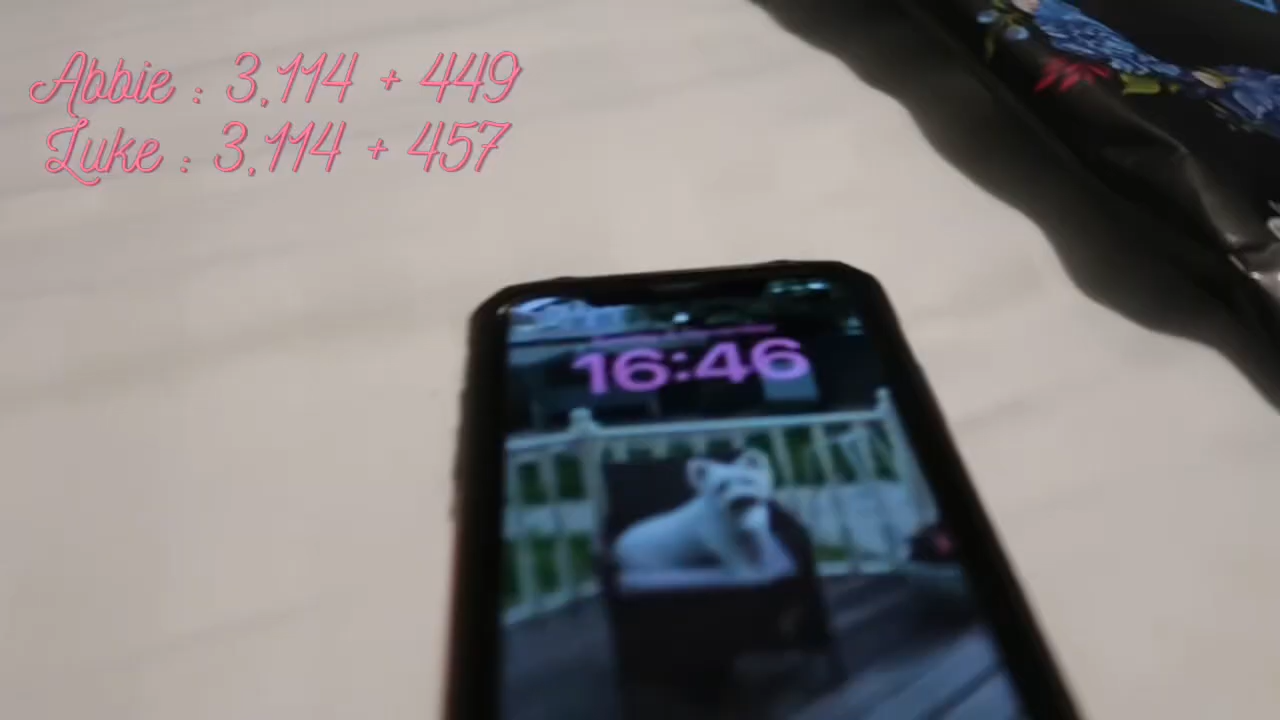 Abbie : 3,114 + 449
Luke : 3,114 + 457
16:46